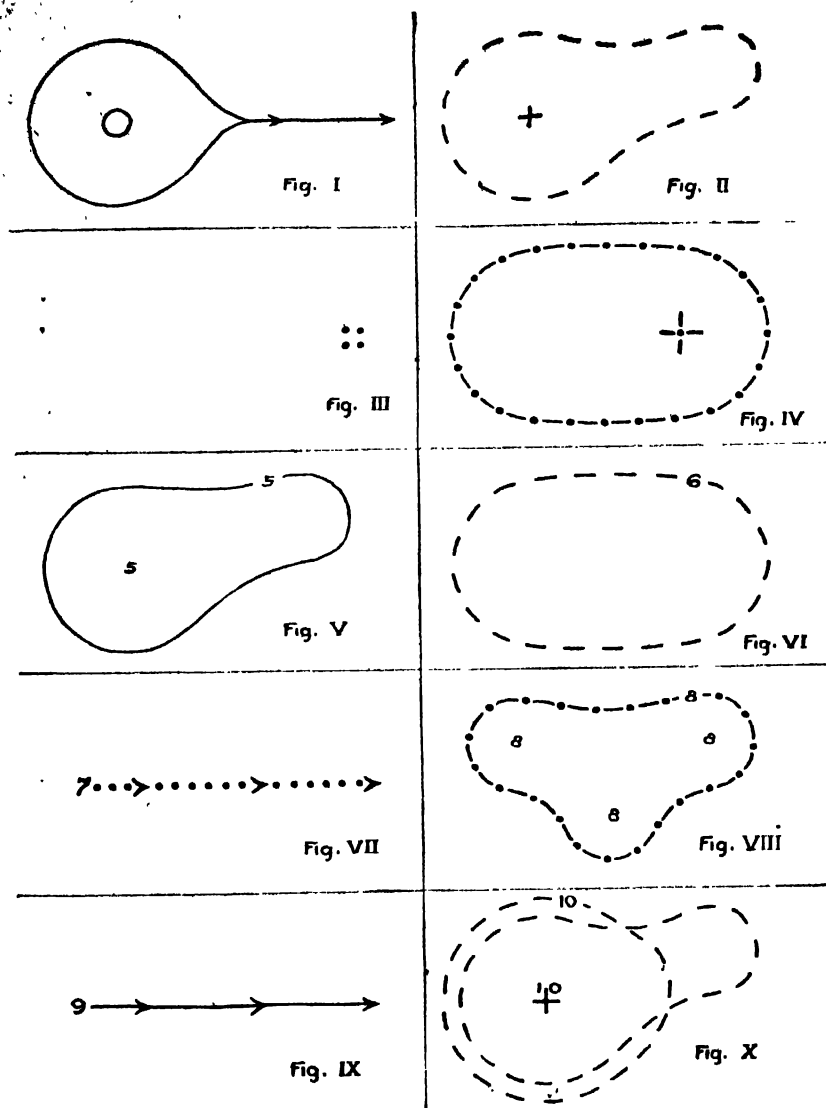 Fig. I
Fig. II
Fig. III
Fig. IV
5
5
Fig. V
6
Fig. VI
7
Fig. VII
8
8
8
8
Fig. VIII
9
Fig. IX
10
10
Fig. X